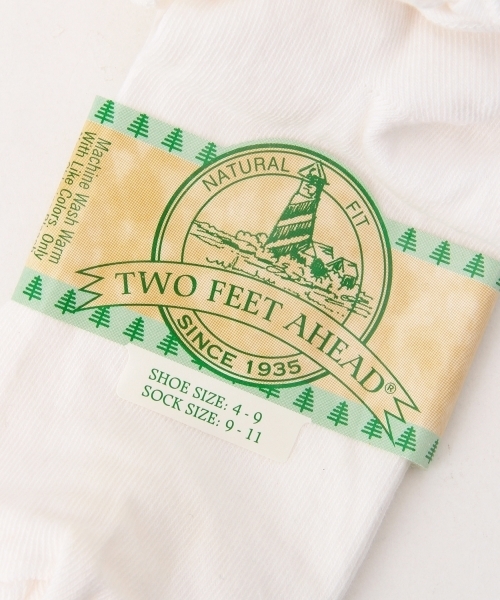 Machine Wash Warm
With Like Colors, Only
NATURAL FIT
TWO FEET AHEAD®
SINCE 1935
SHOE SIZE: 4 - 9
SOCK SIZE: 9 - 11